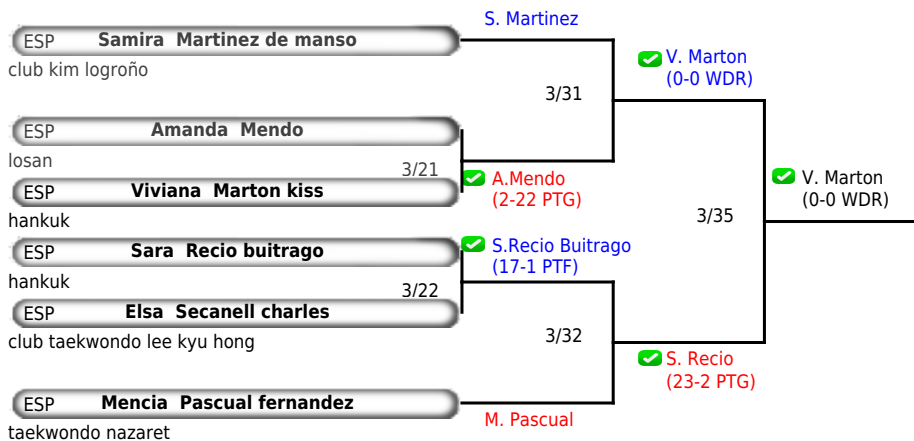 S. Martinez
ESP Samira Martinez de manso
club kim logroño
V. Marton
(0-0 WDR)
3/31
ESP Amanda Mendo
losan
3/21
A.Mendo
(2-22 PTG)
ESP Viviana Marton kiss
hankuk
V. Marton
(0-0 WDR)
3/35
ESP Sara Recio buitrago
hankuk
S.Recio Buitrago
(17-1 PTF)
3/22
ESP Elsa Secanell charles
club taekwondo lee kyu hong
3/32
S. Recio
(23-2 PTG)
ESP Mencia Pascual fernandez
taekwondo nazaret
M. Pascual